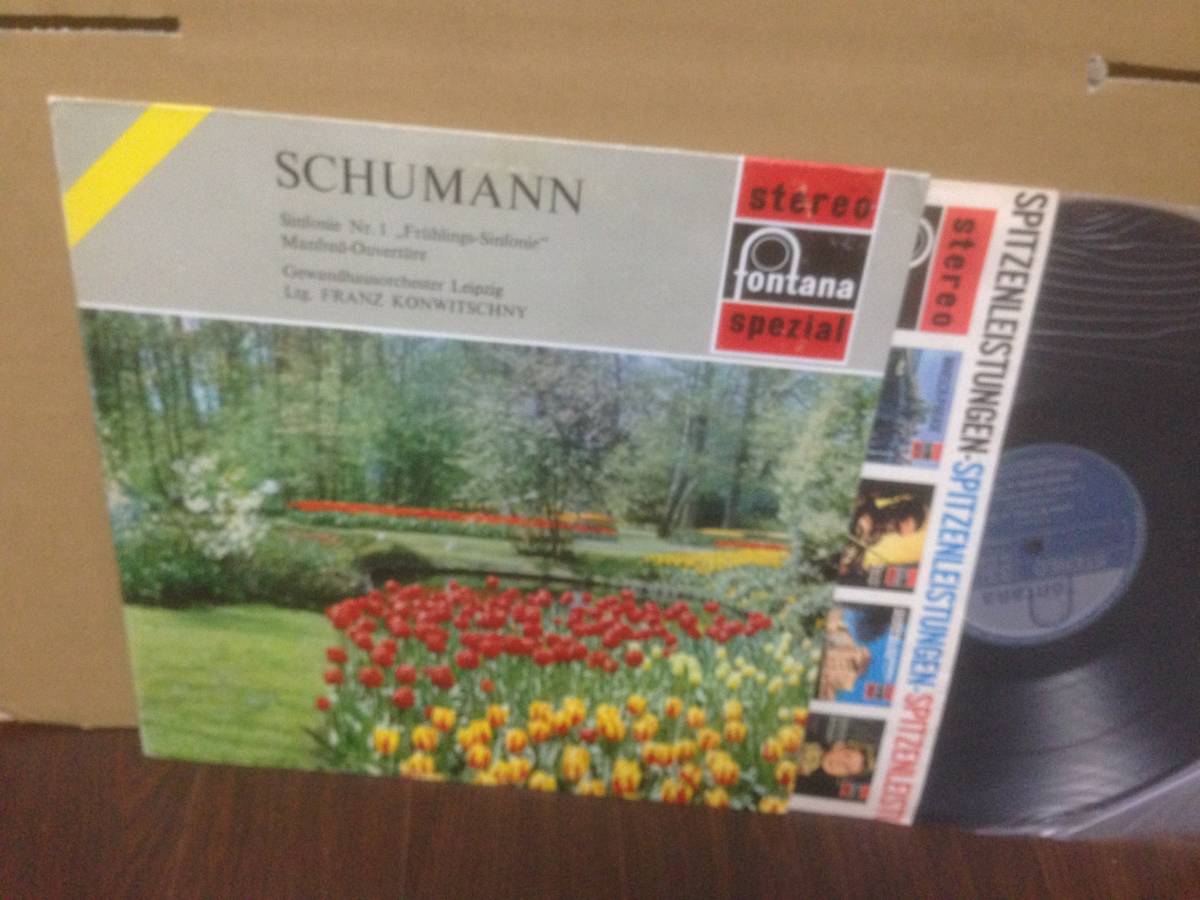 SCHUMANN
Sinfonie Nr. 1 „Frühlings-Sinfonie"
Manfred-Ouvertüre
Gewandhausorchester Leipzig
Ltg. FRANZ KONWITSCHNY
stereo
fontana
spezial
stereo
SPITZENLEISTUNGEN·SPITZENLEISTUNGEN·SPITZENLEIST
fontana